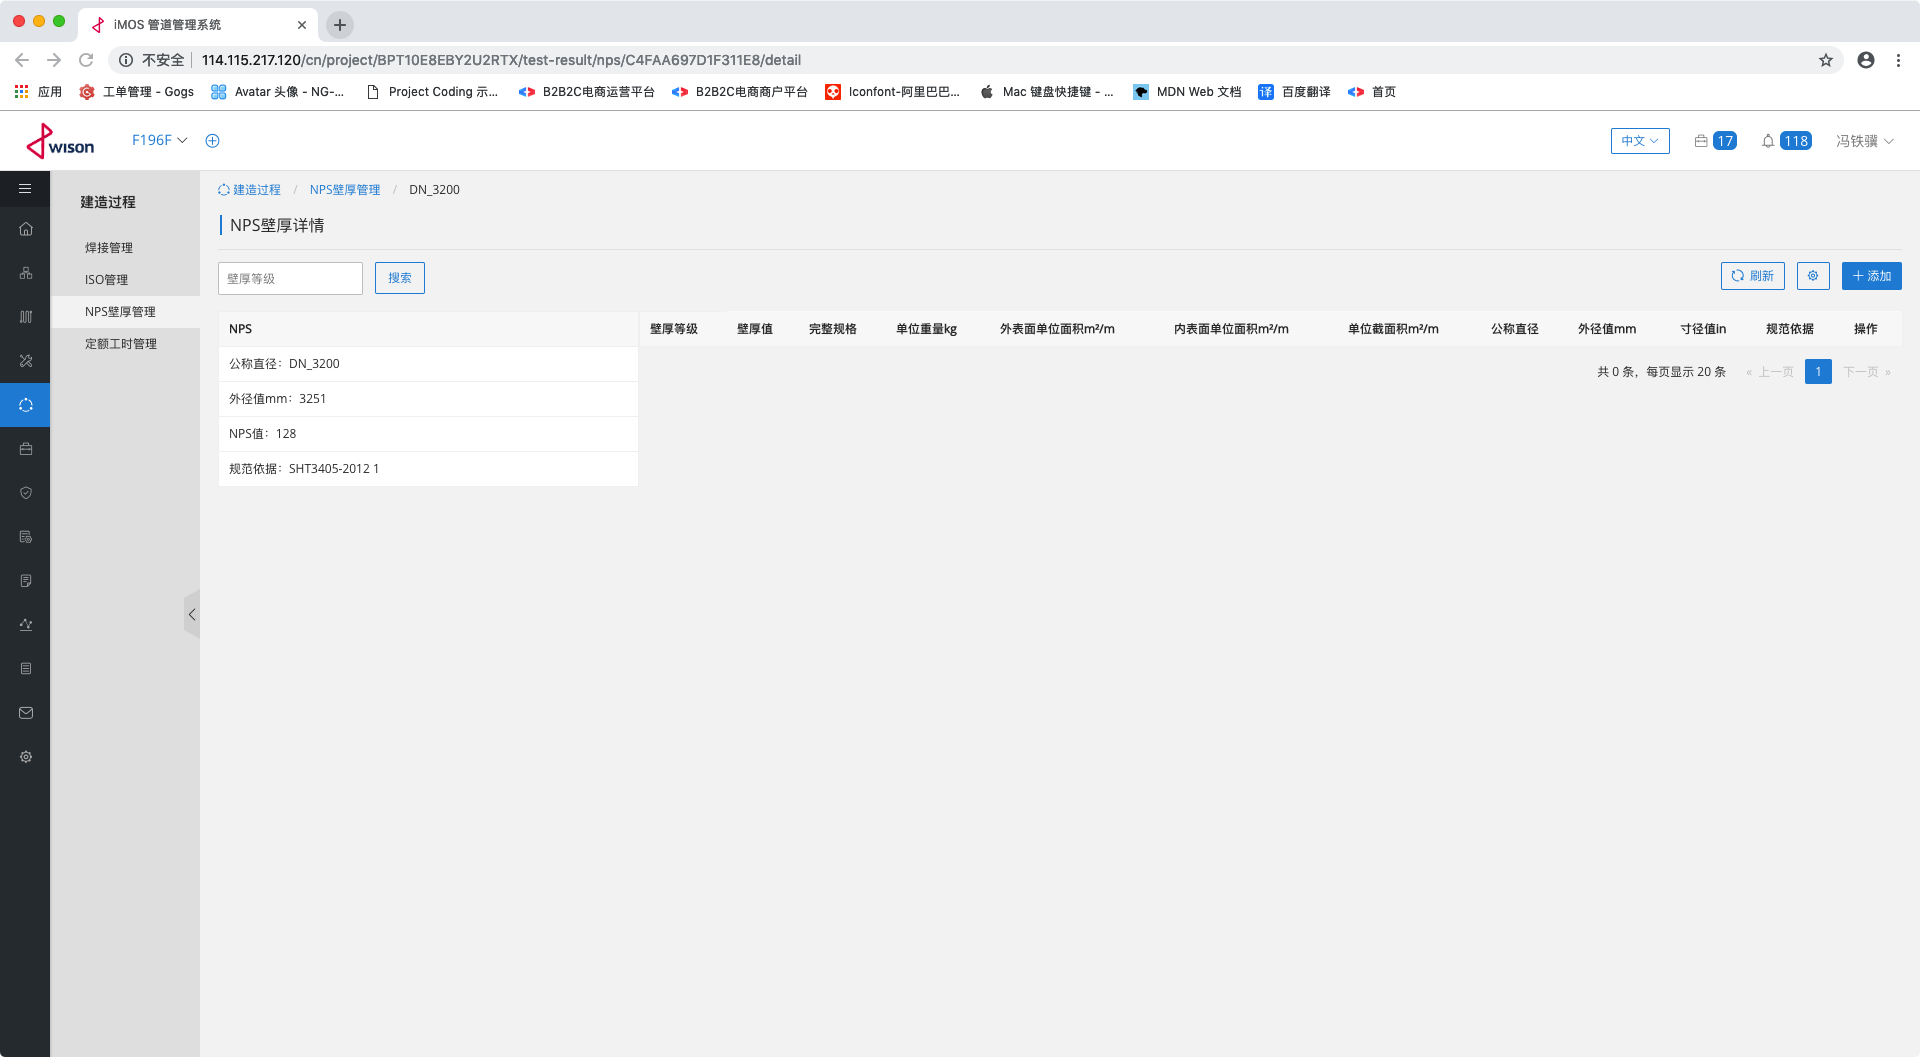 iMOS 管道管理系统
不安全 114.115.217.120/cn/project/BPT10E8EBY2U2RTX/test-result/nps/C4FAA697D1F311E8/detail
应用 工单管理 - Gogs Avatar 头像 - NG-... Project Coding 示... B2B2C电商运营平台 B2B2C电商商户平台 Iconfont-阿里巴巴... Mac 键盘快捷键 - ... MDN Web 文档 译 百度翻译 首页
wison F196F 中文 17 118 冯铁骥
建造过程
焊接管理
ISO管理
NPS壁厚管理
定额工时管理
建造过程 / NPS壁厚管理 / DN_3200
NPS壁厚详情
壁厚等级 搜索 刷新 添加
NPS 壁厚等级 壁厚值 完整规格 单位重量kg 外表面单位面积m²/m 内表面单位面积m²/m 单位截面积m²/m 公称直径 外径值mm 寸径值in 规范依据 操作
公称直径：DN_3200
外径值mm：3251
NPS值：128
规范依据：SHT3405-2012 1
共 0 条，每页显示 20 条 « 上一页 1 下一页 »